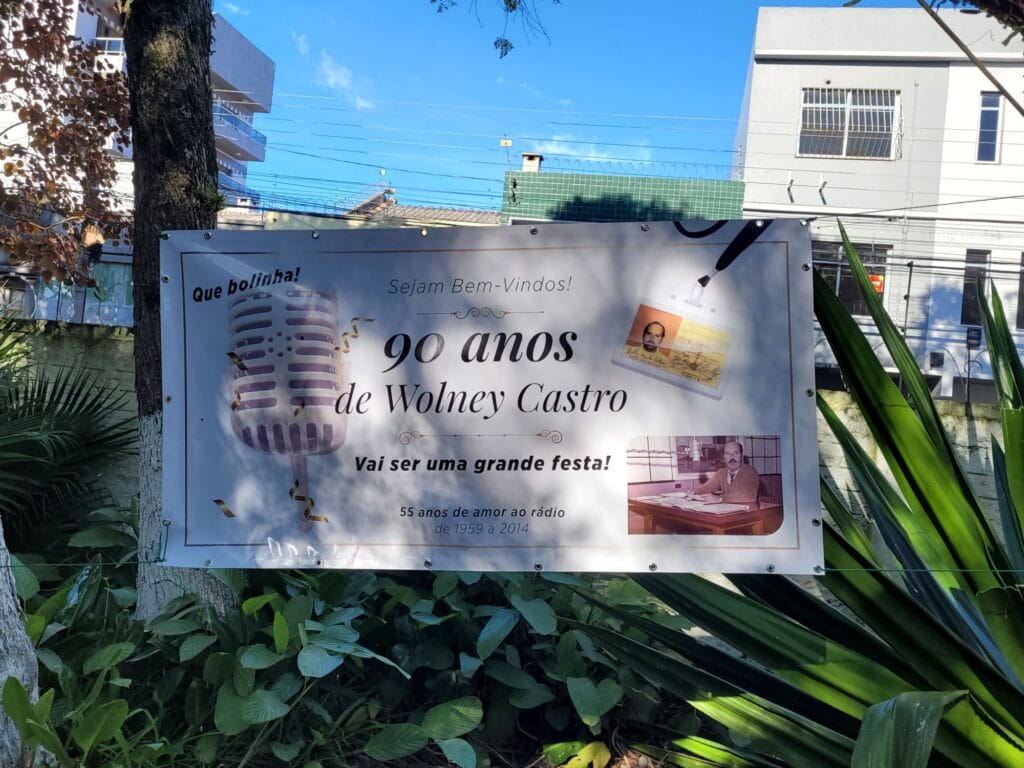 Que bolinha!
Sejam Bem-Vindos!
90 anos
de Wolney Castro
Vai ser uma grande festa!
55 anos de amor ao rádio
de 1959 a 2014